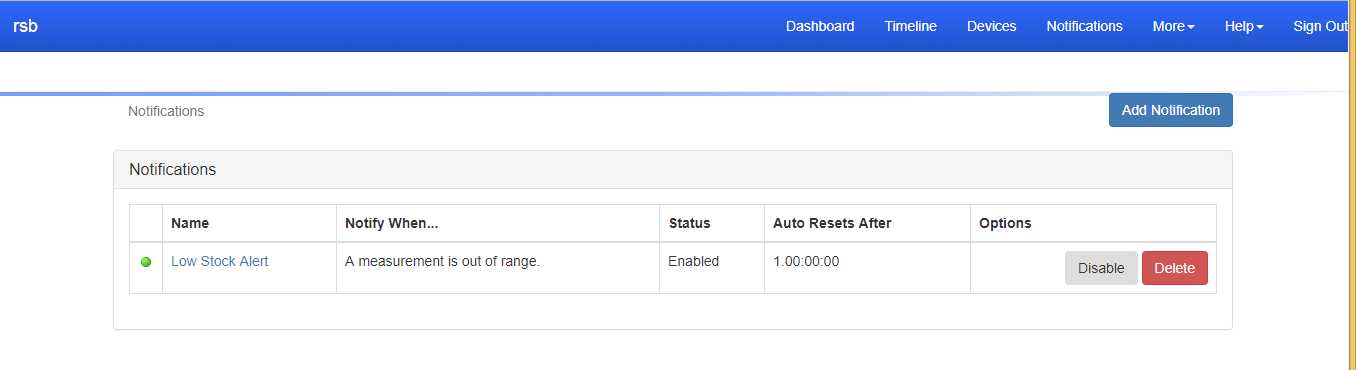 rsb Dashboard Timeline Devices Notifications More Help Sign Out
Notifications Add Notification
Notifications
Name Notify When... Status Auto Resets After Options
Low Stock Alert A measurement is out of range. Enabled 1.00:00:00 Disable Delete